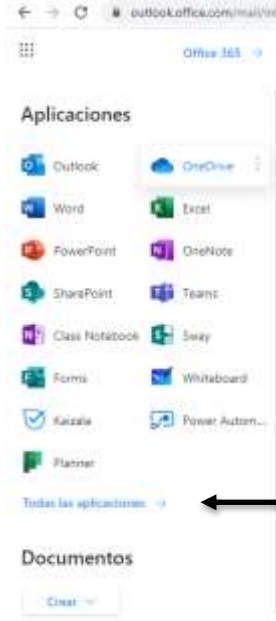 outlook.office.com/mail/
Office 365 →
Aplicaciones
Outlook OneDrive
Word Excel
PowerPoint OneNote
SharePoint Teams
Class Notebook Sway
Forms Whiteboard
Kaizala Power Autom...
Planner
Todas las aplicaciones →
Documentos
Crear